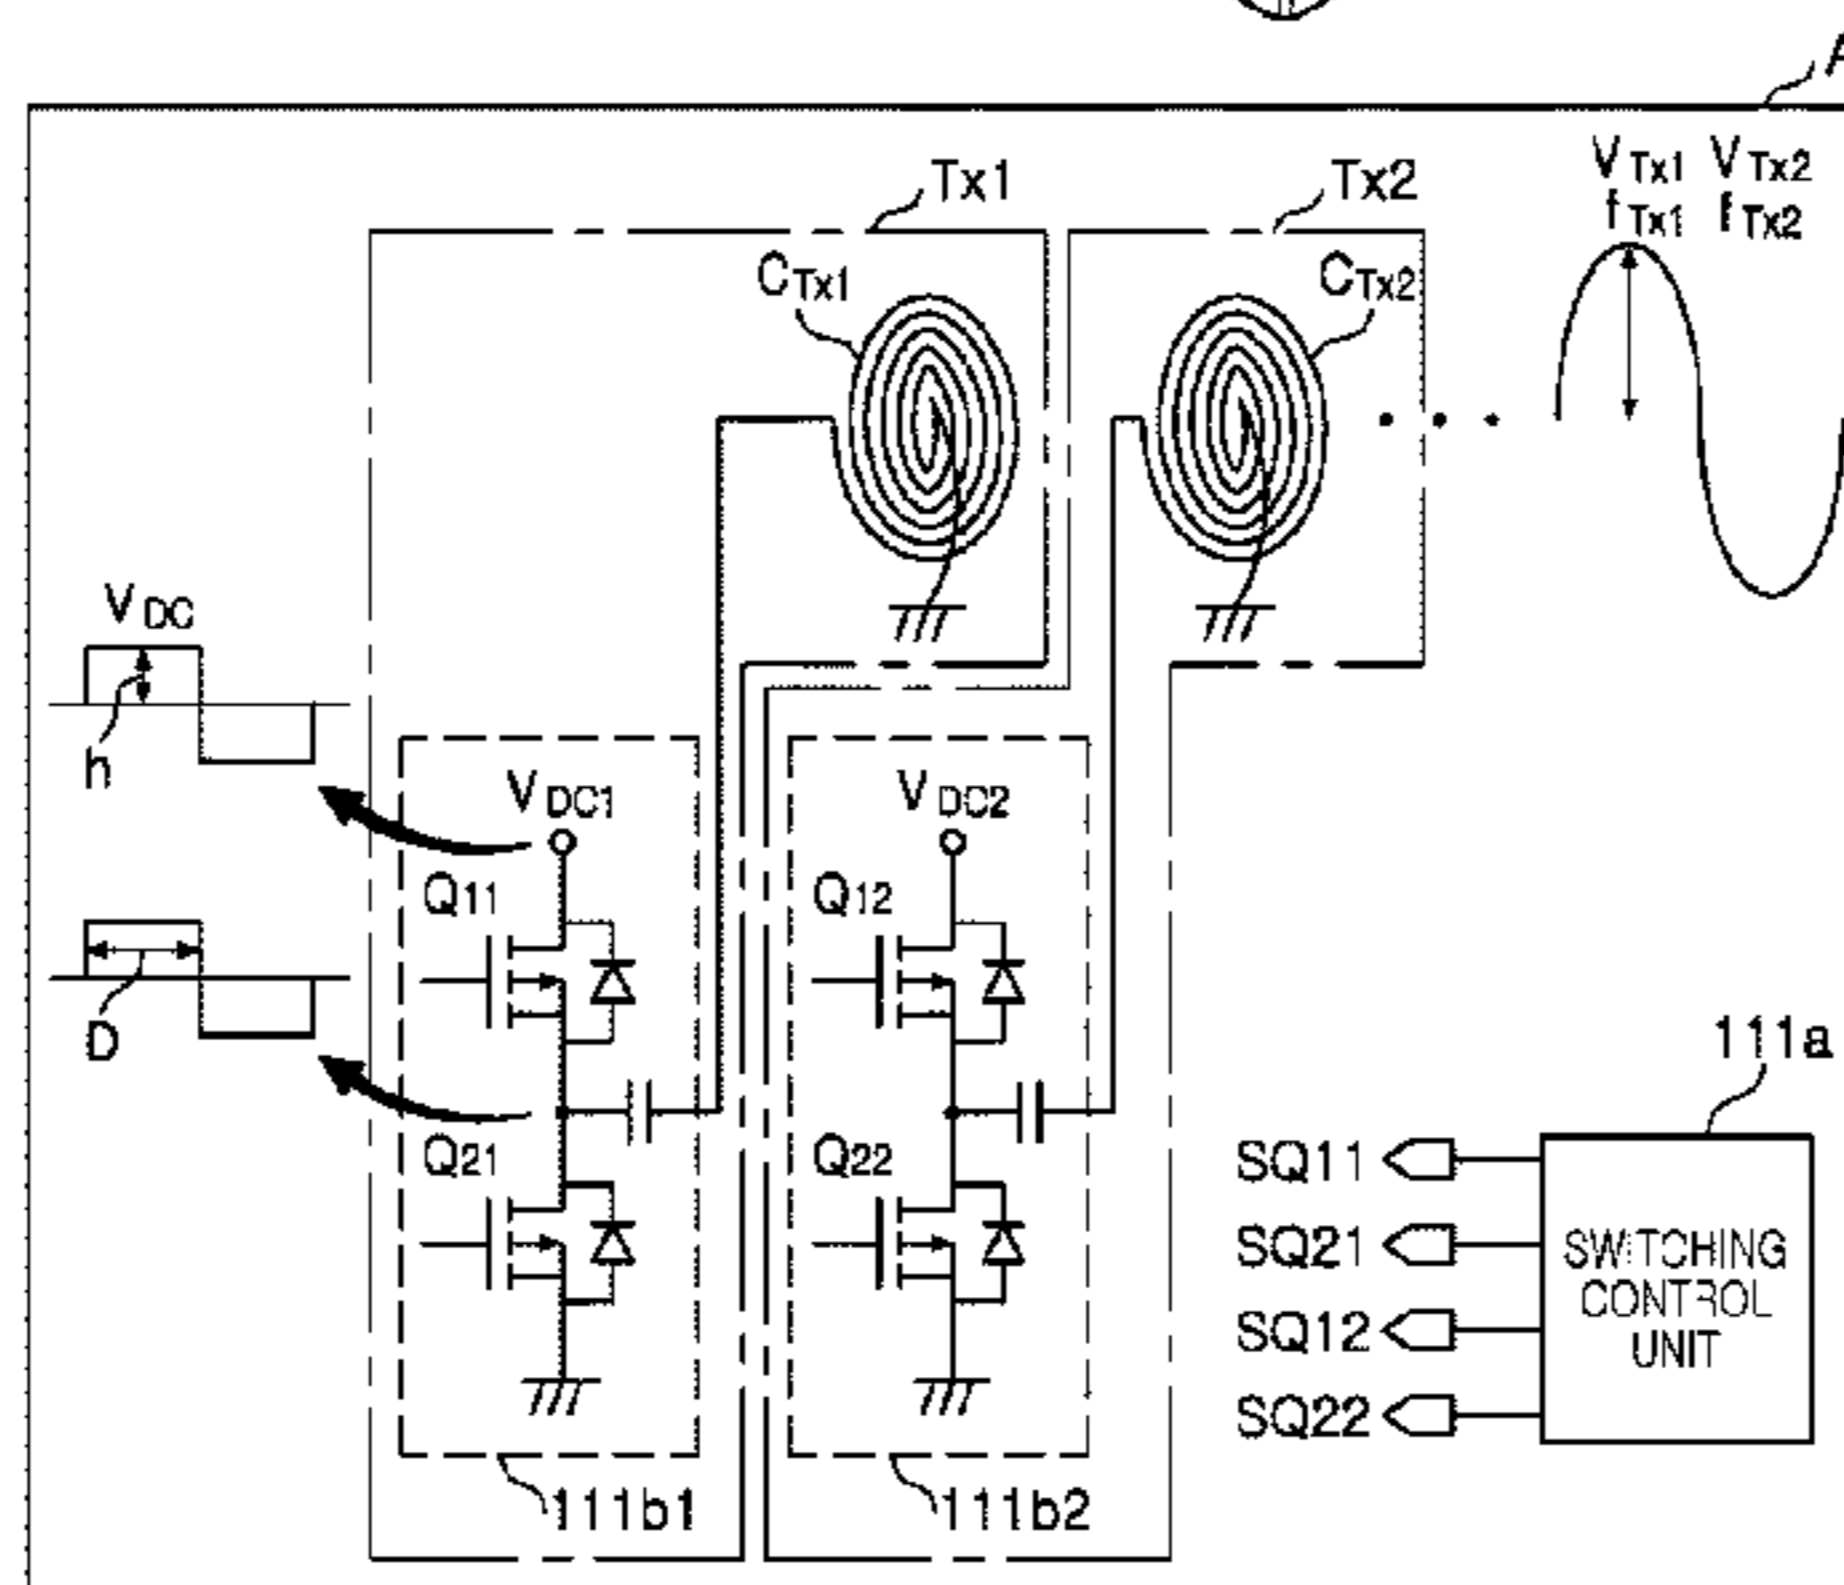 A
Tx1
Tx2
VTx1 VTx2
fTx1 fTx2
CTx1
CTx2
VDC
h
VDC1
VDC2
Q11
Q12
D
111a
Q21
Q22
SQ11
SQ21
SQ12
SQ22
SWITCHING
CONTROL
UNIT
111b1
111b2